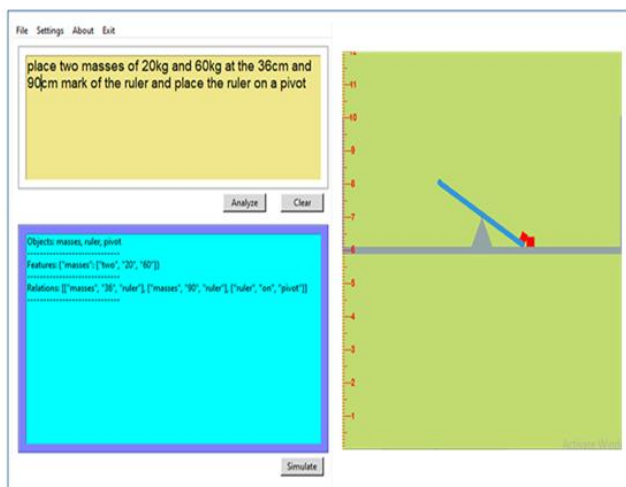 File Settings About Exit
place two masses of 20kg and 60kg at the 36cm and
90cm mark of the ruler and place the ruler on a pivot
Analyze Clear
Objects: masses, ruler, pivot
------------------------------
Features: {"masses": ["two", "20", "60"]}
------------------------------
Relations: [["masses", "36", "ruler"], ["masses", "90", "ruler"], ["ruler", "on", "pivot"]]
------------------------------
Simulate
12
11
10
9
8
7
6
5
4
3
2
1
Activate Wind